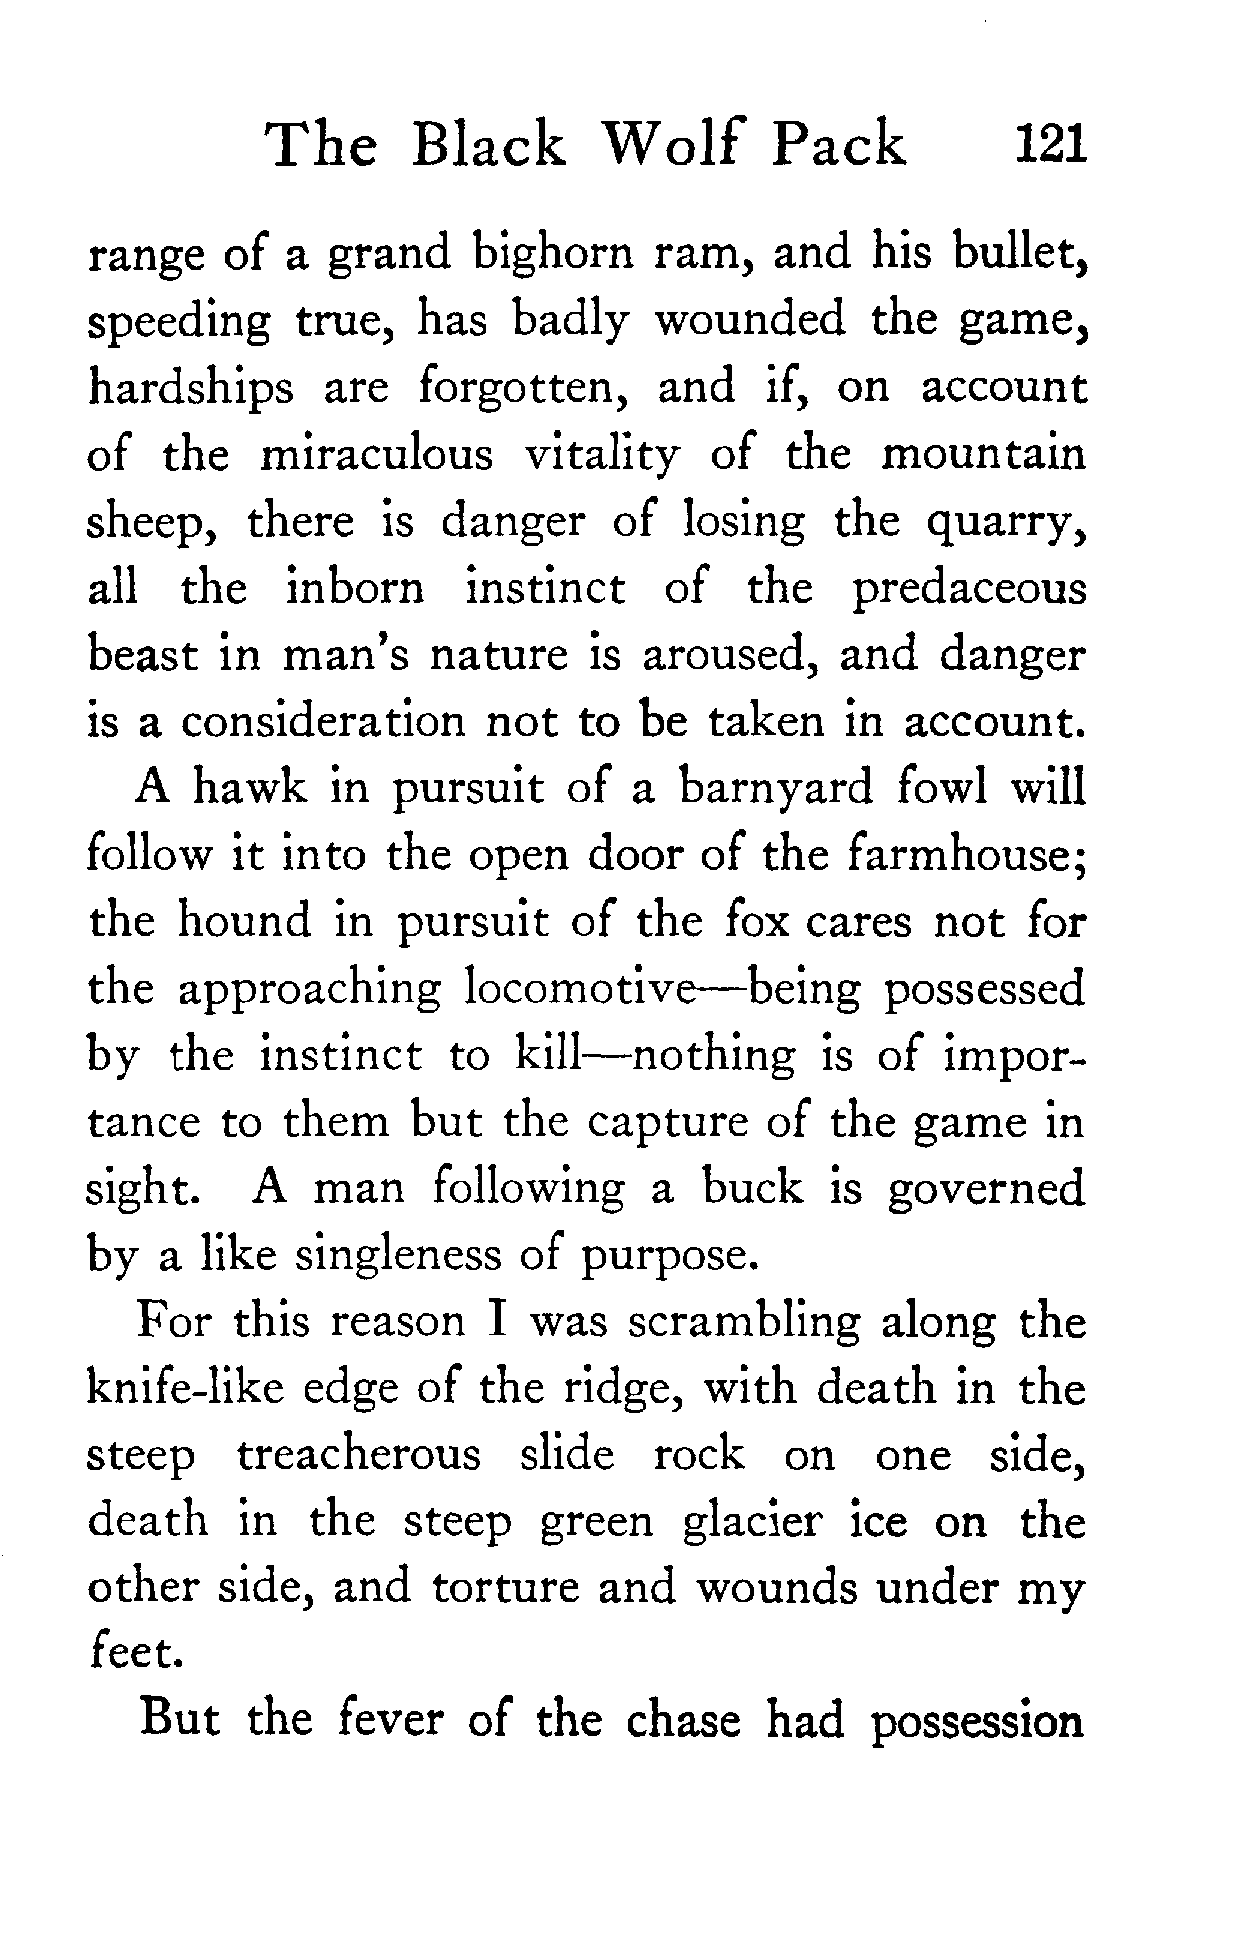 The Black Wolf Pack 121
range of a grand bighorn ram, and his bullet,
speeding true, has badly wounded the game,
hardships are forgotten, and if, on account
of the miraculous vitality of the mountain
sheep, there is danger of losing the quarry,
all the inborn instinct of the predaceous
beast in man's nature is aroused, and danger
is a consideration not to be taken in account.
A hawk in pursuit of a barnyard fowl will
follow it into the open door of the farmhouse;
the hound in pursuit of the fox cares not for
the approaching locomotive—being possessed
by the instinct to kill—nothing is of impor-
tance to them but the capture of the game in
sight. A man following a buck is governed
by a like singleness of purpose.
For this reason I was scrambling along the
knife-like edge of the ridge, with death in the
steep treacherous slide rock on one side,
death in the steep green glacier ice on the
other side, and torture and wounds under my
feet.
But the fever of the chase had possession